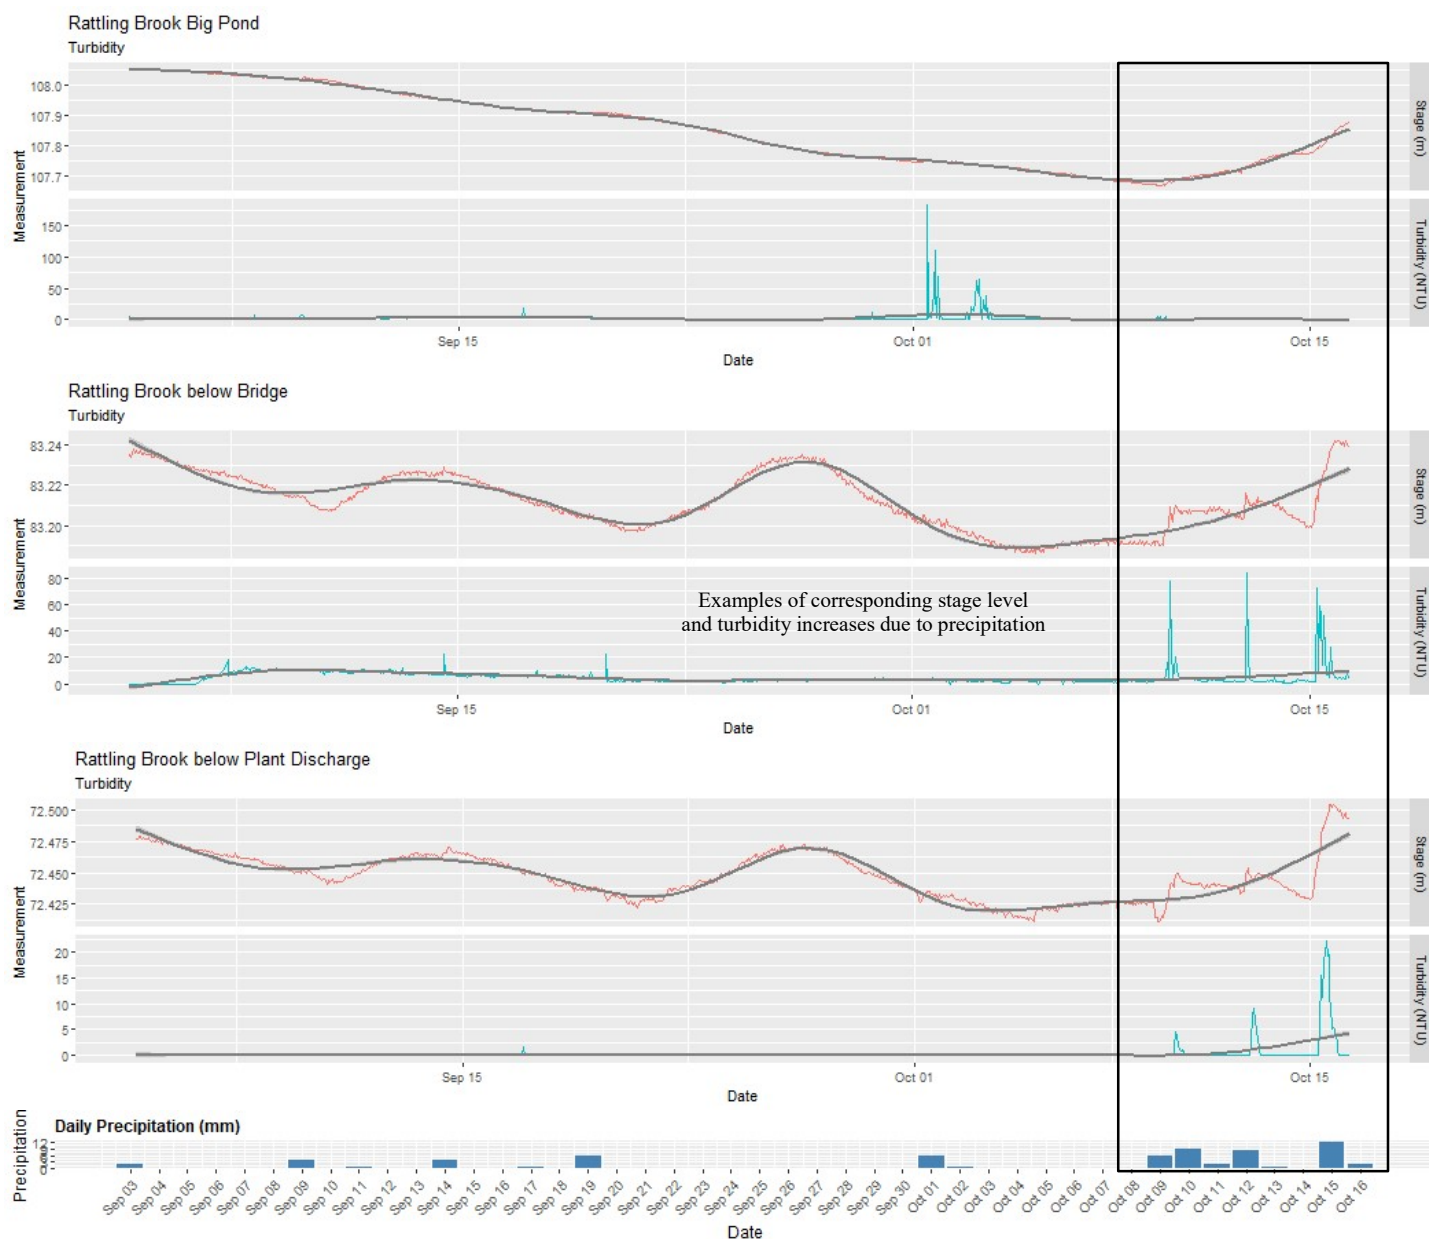 Rattling Brook Big Pond
Turbidity
108.0
107.9
107.8
107.7
Stage (m)
Measurement
150
100
50
0
Turbidity (NTU)
Sep 15
Oct 01
Oct 15
Date
Rattling Brook below Bridge
Turbidity
83.24
83.22
83.20
Stage (m)
Measurement
80
60
40
20
0
Turbidity (NTU)
Examples of corresponding stage level
and turbidity increases due to precipitation
Sep 15
Oct 01
Oct 15
Date
Rattling Brook below Plant Discharge
Turbidity
72.500
72.475
72.450
72.425
Stage (m)
Measurement
20
15
10
5
0
Turbidity (NTU)
Sep 15
Oct 01
Oct 15
Date
Daily Precipitation (mm)
Precipitation
12
Sep 03
Sep 04
Sep 05
Sep 06
Sep 07
Sep 08
Sep 09
Sep 10
Sep 11
Sep 12
Sep 13
Sep 14
Sep 15
Sep 16
Sep 17
Sep 18
Sep 19
Sep 20
Sep 21
Sep 22
Sep 23
Sep 24
Sep 25
Sep 26
Sep 27
Sep 28
Sep 29
Sep 30
Oct 01
Oct 02
Oct 03
Oct 04
Oct 05
Oct 06
Oct 07
Oct 08
Oct 09
Oct 10
Oct 11
Oct 12
Oct 13
Oct 14
Oct 15
Oct 16
Date